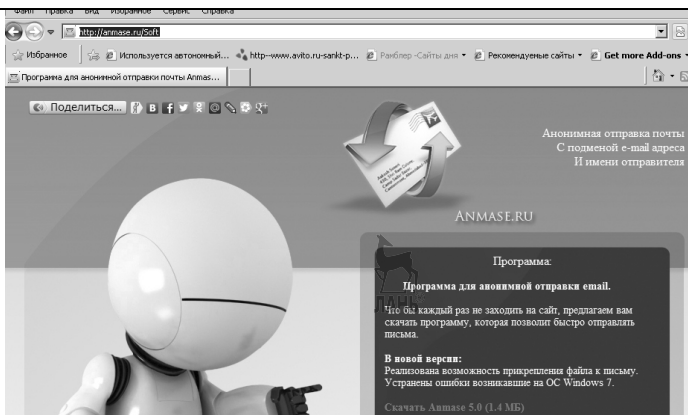 Файл Правка Вид Избранное Сервис Справка
http://anmase.ru/Soft
Избранное Используется автономный... http--www.avito.ru-sankt-p... Рамблер -Сайты дня Рекомендуемые сайты Get more Add-ons
Программа для анонимной отправки почты Anmas...
Поделиться...
Анонимная отправка почты
С подменой e-mail адреса
И имени отправителя
ANMASE.RU
Программа:
Программа для анонимной отправки email.
ЛАНЬ
Что бы каждый раз не заходить на сайт, предлагаем вам
скачать программу, которая позволит быстро отправлять
письма.
В новой версии:
Реализована возможность прикрепления файла к письму.
Устранены ошибки возникавшие на ОС Windows 7.
Скачать Anmase 5.0 (1.4 МБ)